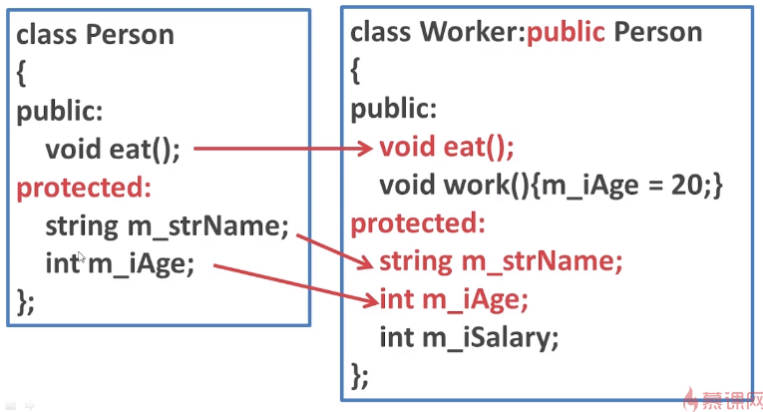 class Person
{
public:
void eat();
protected:
string m_strName;
int m_iAge;
};
class Worker:public Person
{
public:
void eat();
void work(){m_iAge = 20;}
protected:
string m_strName;
int m_iAge;
int m_iSalary;
};
慕课网